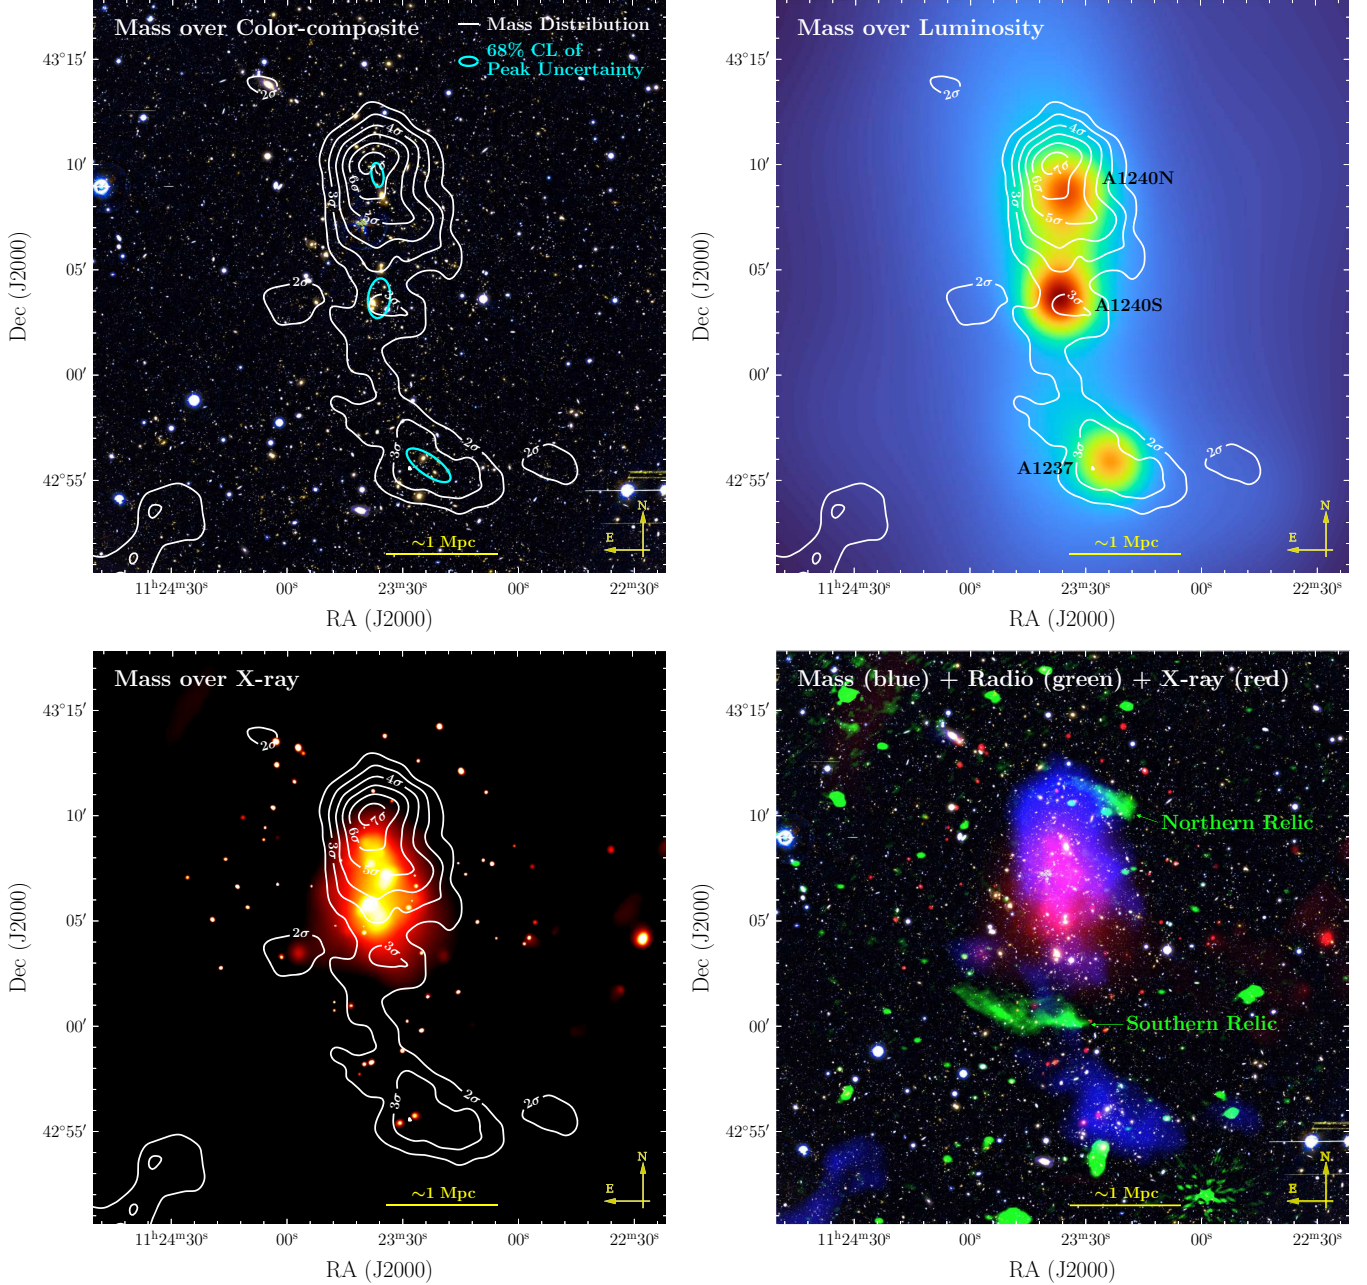 Mass over Color-composite
Mass Distribution
68% CL of
Peak Uncertainty
2σ
4σ
7σ
6σ
3σ
5σ
2σ
3σ
2σ
3σ
2σ
~1 Mpc
N
E
43°15′
10′
05′
00′
42°55′
Dec (J2000)
11ʰ24ᵐ30ˢ
00ˢ
23ᵐ30ˢ
00ˢ
22ᵐ30ˢ
RA (J2000)
Mass over Luminosity
2σ
4σ
7σ
6σ
3σ
5σ
A1240N
2σ
3σ
A1240S
2σ
3σ
2σ
A1237
~1 Mpc
N
E
43°15′
10′
05′
00′
42°55′
Dec (J2000)
11ʰ24ᵐ30ˢ
00ˢ
23ᵐ30ˢ
00ˢ
22ᵐ30ˢ
RA (J2000)
Mass over X-ray
2σ
4σ
7σ
6σ
3σ
5σ
2σ
3σ
2σ
3σ
2σ
~1 Mpc
N
E
43°15′
10′
05′
00′
42°55′
Dec (J2000)
11ʰ24ᵐ30ˢ
00ˢ
23ᵐ30ˢ
00ˢ
22ᵐ30ˢ
RA (J2000)
Mass (blue) + Radio (green) + X-ray (red)
Northern Relic
Southern Relic
~1 Mpc
N
E
43°15′
10′
05′
00′
42°55′
Dec (J2000)
11ʰ24ᵐ30ˢ
00ˢ
23ᵐ30ˢ
00ˢ
22ᵐ30ˢ
RA (J2000)